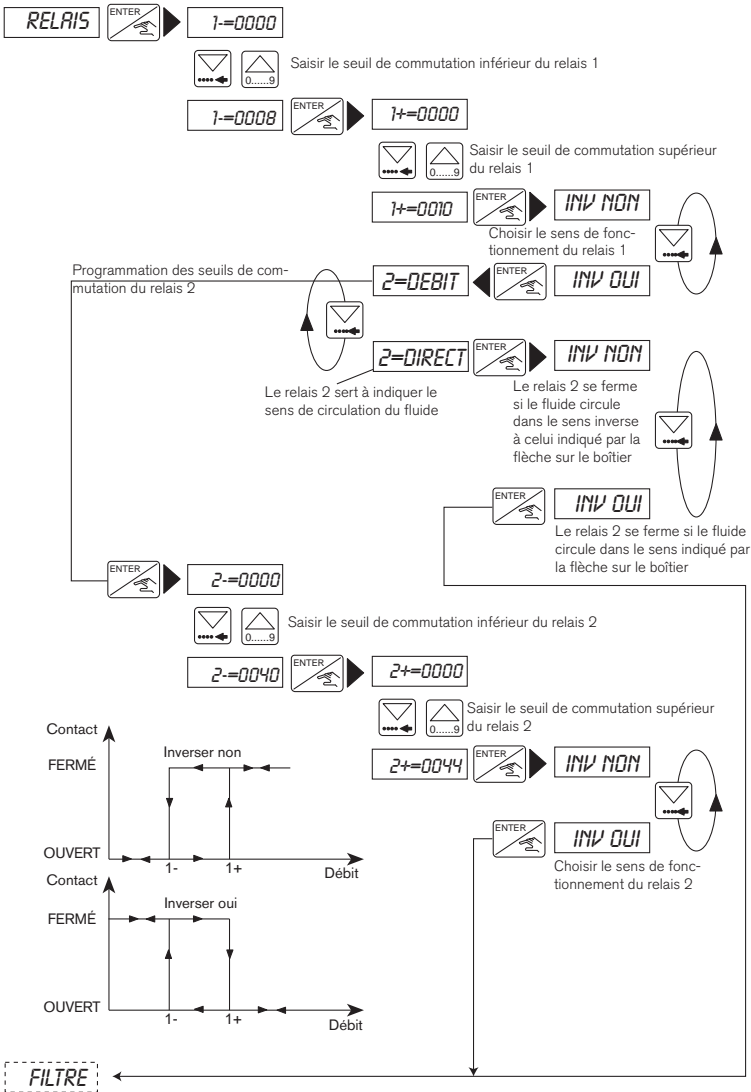 RELAIS
ENTER
1-=0000
0......9
Saisir le seuil de commutation inférieur du relais 1
1-=0008
ENTER
1+=0000
0......9
Saisir le seuil de commutation supérieur
du relais 1
1+=0010
ENTER
INV NON
Choisir le sens de fonc-
tionnement du relais 1
Programmation des seuils de com-
mutation du relais 2
2=DEBIT
ENTER
INV OUI
2=DIRECT
ENTER
INV NON
Le relais 2 sert à indiquer le
sens de circulation du fluide
Le relais 2 se ferme
si le fluide circule
dans le sens inverse
à celui indiqué par la
flèche sur le boîtier
ENTER
INV OUI
Le relais 2 se ferme si le fluide
circule dans le sens indiqué par
la flèche sur le boîtier
ENTER
2-=0000
0......9
Saisir le seuil de commutation inférieur du relais 2
2-=0040
ENTER
2+=0000
0......9
Saisir le seuil de commutation supérieur
du relais 2
2+=0044
ENTER
INV NON
ENTER
INV OUI
Choisir le sens de fonc-
tionnement du relais 2
Contact
FERMÉ
Inverser non
OUVERT
1-
1+
Débit
Contact
FERMÉ
Inverser oui
OUVERT
1-
1+
Débit
FILTRE